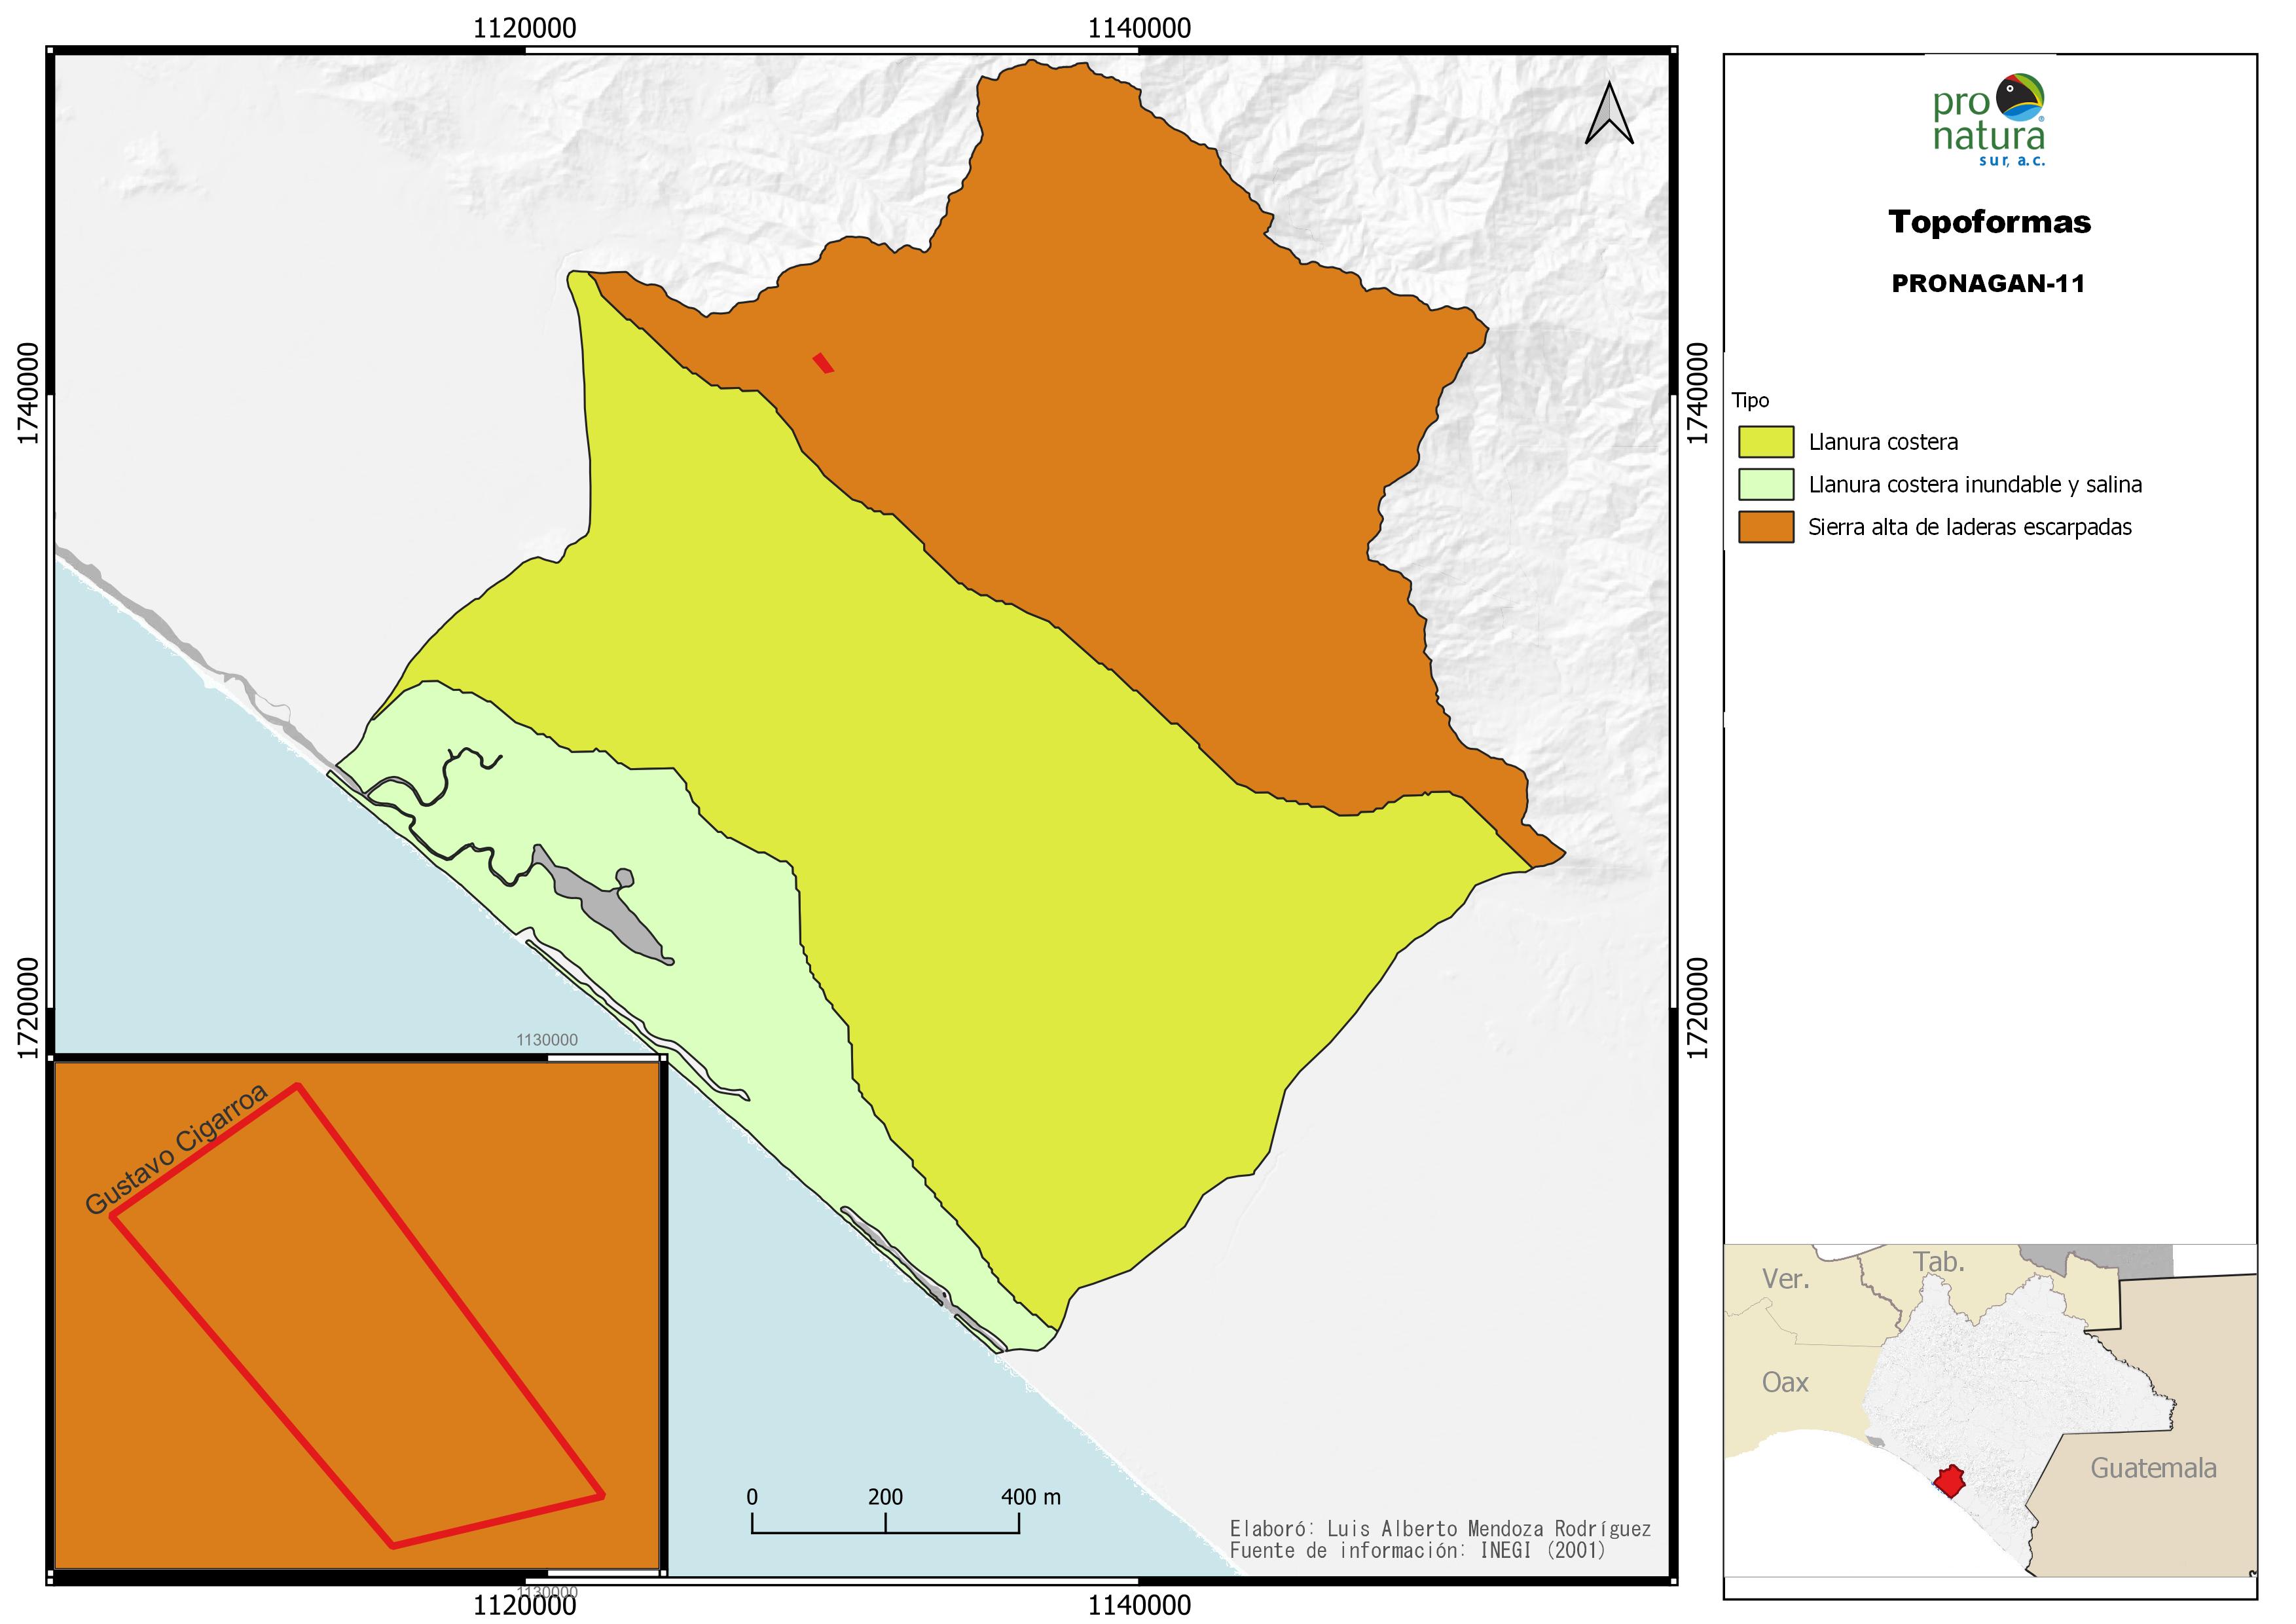 1120000 1140000
pro
natura
sur, a.c.
Topoformas
PRONAGAN-11
1740000
1740000
Tipo
Llanura costera
Llanura costera inundable y salina
Sierra alta de laderas escarpadas
1720000
1720000
1130000
Gustavo Cigarroa
0 200 400 m
Elaboró: Luis Alberto Mendoza Rodríguez
Fuente de información: INEGI (2001)
1130000
1120000 1140000
Ver. Tab.
Oax
Guatemala